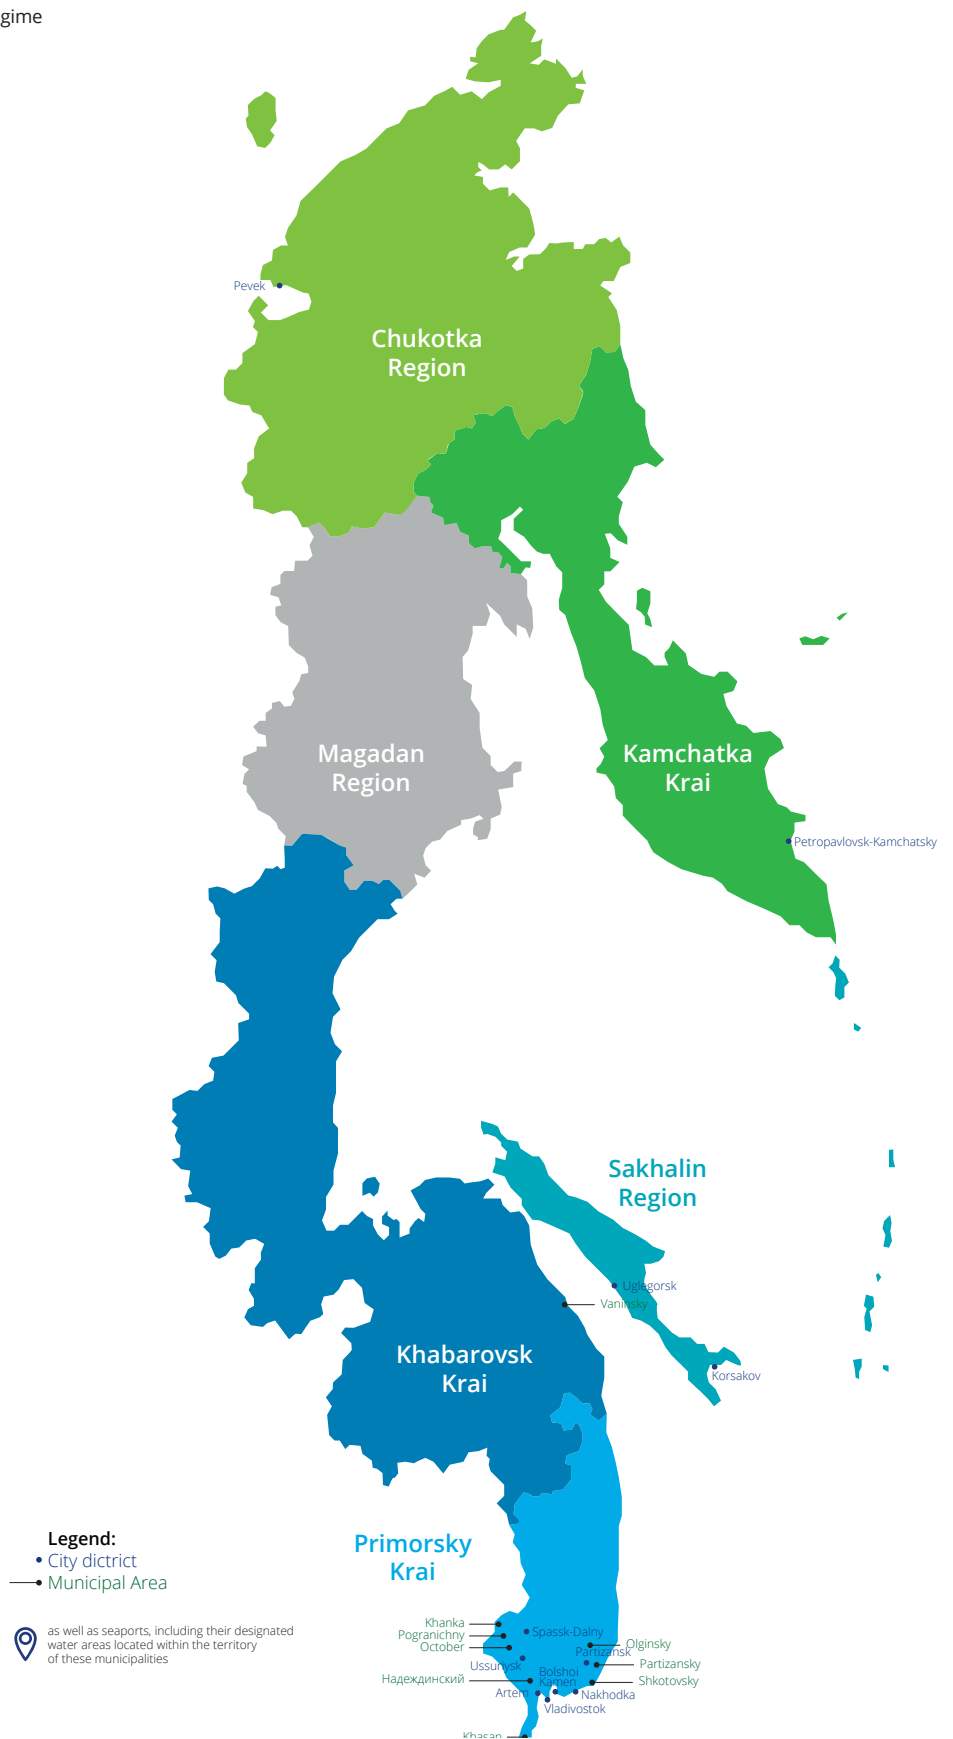 gime
Pevek
Chukotka
Region
Magadan
Region
Kamchatka
Krai
Petropavlovsk-Kamchatsky
Sakhalin
Region
Uglegorsk
Vaninsky
Khabarovsk
Krai
Korsakov
Legend:
City dictrict
Municipal Area
as well as seaports, including their designated
water areas located within the territory
of these municipalities
Primorsky
Krai
Khanka
Pogranichny
October
Spassk-Dalny
Olginsky
Partizansk
Ussuriysk
Partizansky
Bolshoi
Kamen
Надеждинский
Shkotovsky
Artem
Nakhodka
Vladivostok
Khasan